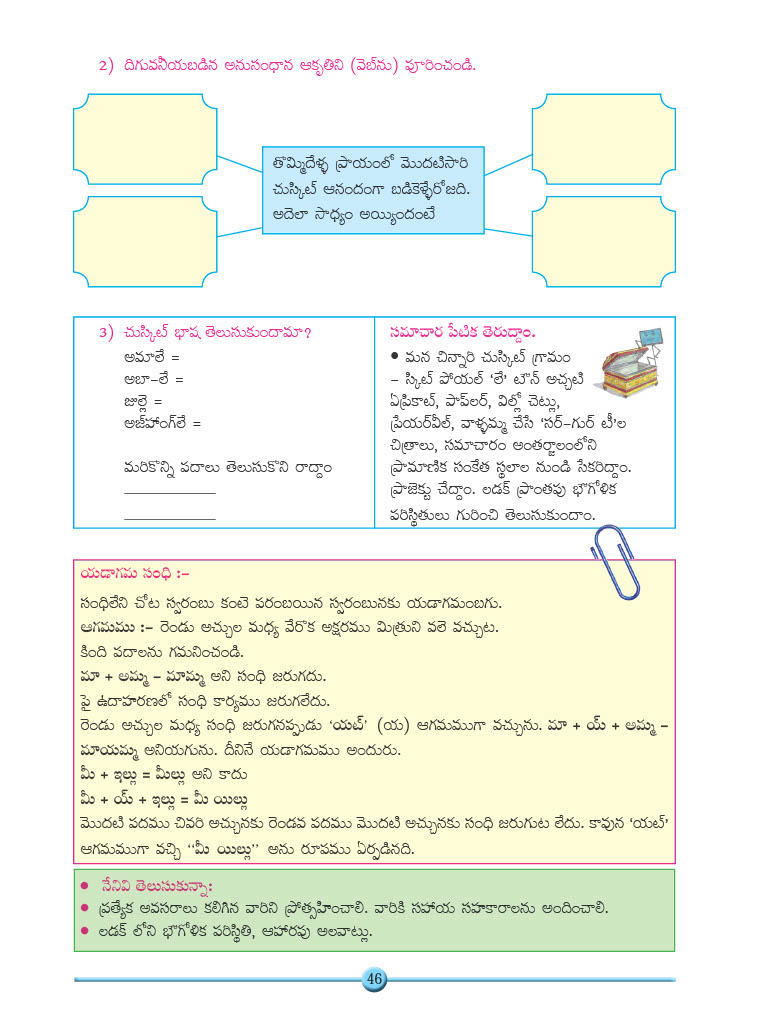 2) దిగువనీయబడిన అనుసంధాన ఆకృతిని (వెబ్‌ను) పూరించండి.
తొమ్మిదేళ్ళ ప్రాయంలో మొదటిసారి
చుస్కిట్ ఆనందంగా బడికెళ్ళేరోజది.
అదెలా సాధ్యం అయ్యిందంటే
3) చుస్కిట్ భాష తెలుసుకుందామా?
అమాలే =
అబా-లే =
జుల్లె =
అజ్‌హాంగ్‌లే =
మరికొన్ని పదాలు తెలుసుకొని రాద్దాం
సమాచార పేటిక తెరుద్దాం.
• మన చిన్నారి చుస్కిట్ గ్రామం
- స్కిట్ పోయల్ ‘లే’ టౌన్ అచ్చటి
ఏప్రికాట్, పాప్‌లర్, విల్లో చెట్లు,
ప్రేయర్‌వీల్, వాళ్ళమ్మ చేసే ‘సర్-గుర్ టీ’ల
చిత్రాలు, సమాచారం అంతర్జాలంలోని
ప్రామాణిక సంకేత స్థలాల నుండి సేకరిద్దాం.
ప్రాజెక్టు చేద్దాం. లడక్ ప్రాంతపు భౌగోళిక
పరిస్థితులు గురించి తెలుసుకుందాం.
యడాగమ సంధి :-
సంధిలేని చోట స్వరంబు కంటె పరంబయిన స్వరంబునకు యడాగమంబగు.
ఆగమము :- రెండు అచ్చుల మధ్య వేరొక అక్షరము మిత్రుని వలె వచ్చుట.
కింది పదాలను గమనించండి.
మా + అమ్మ - మామ్మ అని సంధి జరుగదు.
పై ఉదాహరణలో సంధి కార్యము జరుగలేదు.
రెండు అచ్చుల మధ్య సంధి జరుగనప్పుడు ‘యట్’ (య) ఆగమముగా వచ్చును. మా + య్ + అమ్మ -
మాయమ్మ అనియగును. దీనినే యడాగమము అందురు.
మీ + ఇల్లు = మీల్లు అని కాదు
మీ + య్ + ఇల్లు = మీ యిల్లు
మొదటి పదము చివరి అచ్చునకు రెండవ పదము మొదటి అచ్చునకు సంధి జరుగుట లేదు. కావున ‘యట్’
ఆగమముగా వచ్చి ‘‘మీ యిల్లు’’ అను రూపము ఏర్పడినది.
• నేనివి తెలుసుకున్నా:
• ప్రత్యేక అవసరాలు కలిగిన వారిని ప్రోత్సహించాలి. వారికి సహాయ సహకారాలను అందించాలి.
• లడక్ లోని భౌగోళిక పరిస్థితి, ఆహారపు అలవాట్లు.
46